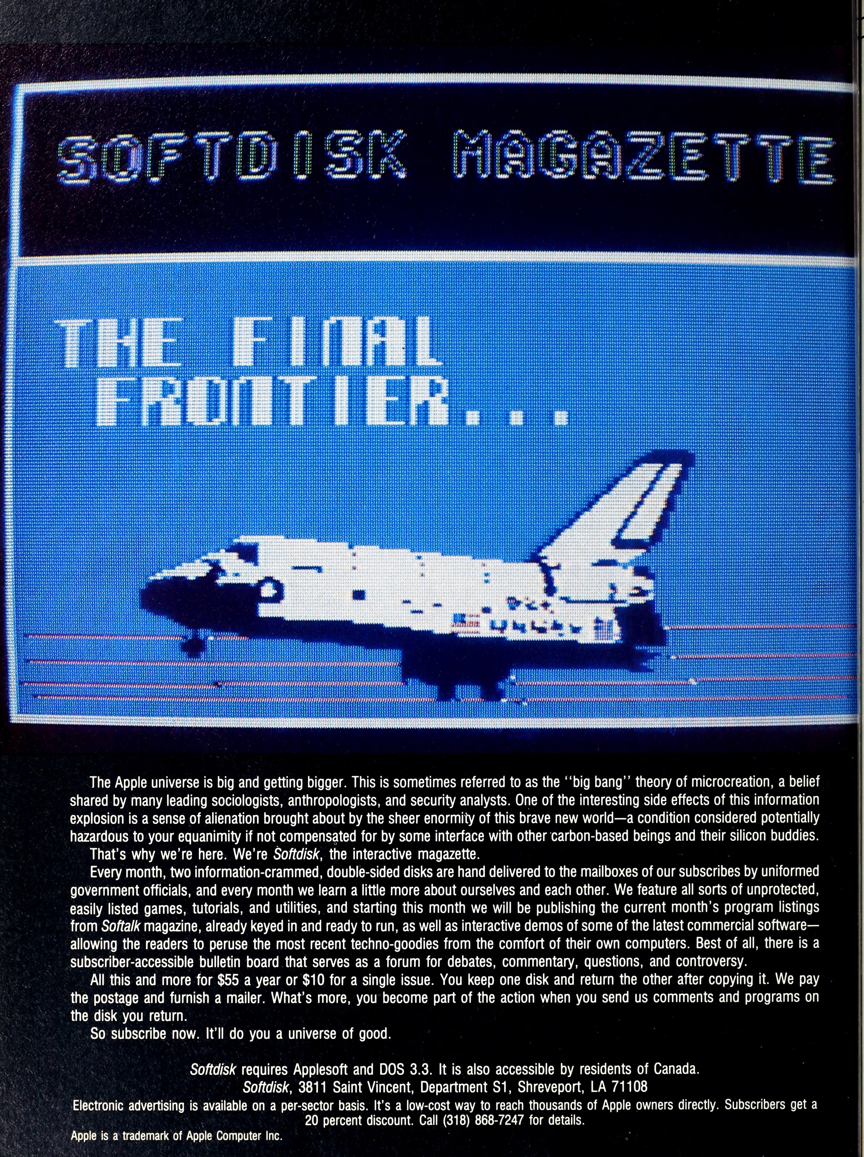 SOFTDISK MAGAZETTE
THE FINAL
FRONTIER...
The Apple universe is big and getting bigger. This is sometimes referred to as the ‘‘big bang’’ theory of microcreation, a belief
shared by many leading sociologists, anthropologists, and security analysts. One of the interesting side effects of this information
explosion is a sense of alienation brought about by the sheer enormity of this brave new world—a condition considered potentially
hazardous to your equanimity if not compensated for by some interface with other carbon-based beings and their silicon buddies.
That's why we're here. We're Softdisk, the interactive magazette.
Every month, two information-crammed, double-sided disks are hand delivered to the mailboxes of our subscribes by uniformed
government officials, and every month we learn a little more about ourselves and each other. We feature all sorts of unprotected,
easily listed games, tutorials, and utilities, and starting this month we will be publishing the current month's program listings
from Softalk magazine, already keyed in and ready to run, as well as interactive demos of some of the latest commercial software—
allowing the readers to peruse the most recent techno-goodies from the comfort of their own computers. Best of all, there is a
subscriber-accessible bulletin board that serves as a forum for debates, commentary, questions, and controversy.
All this and more for $55 a year or $10 for a single issue. You keep one disk and return the other after copying it. We pay
the postage and furnish a mailer. What's more, you become part of the action when you send us comments and programs on
the disk you return.
So subscribe now. It'll do you a universe of good.
Softdisk requires Applesoft and DOS 3.3. It is also accessible by residents of Canada.
Softdisk, 3811 Saint Vincent, Department S1, Shreveport, LA 71108
Electronic advertising is available on a per-sector basis. It's a low-cost way to reach thousands of Apple owners directly. Subscribers get a
20 percent discount. Call (318) 868-7247 for details.
Apple is a trademark of Apple Computer Inc.